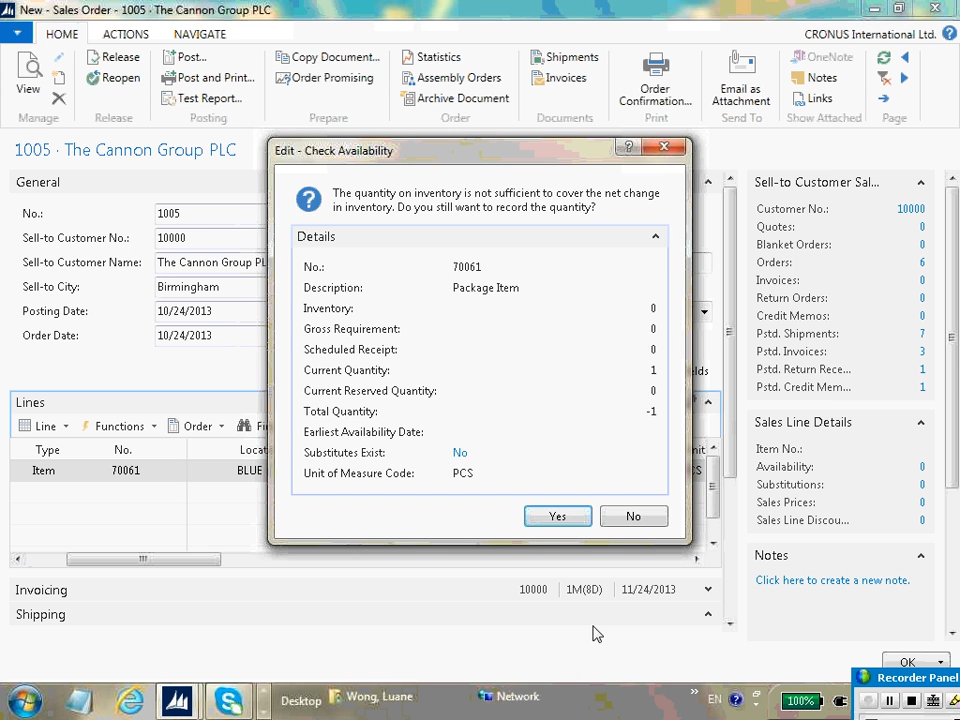 New - Sales Order - 1005 · The Cannon Group PLC
HOME ACTIONS NAVIGATE CRONUS International Ltd.
View
Manage
Release
Reopen
Release
Post...
Post and Print...
Test Report...
Posting
Copy Document...
Order Promising
Prepare
Statistics
Assembly Orders
Archive Document
Order
Shipments
Invoices
Documents
Order
Confirmation...
Print
Email as
Attachment
Send To
OneNote
Notes
Links
Show Attached
Page
1005 · The Cannon Group PLC
General
No.: 1005
Sell-to Customer No.: 10000
Sell-to Customer Name: The Cannon Group PL
Sell-to City: Birmingham
Posting Date: 10/24/2013
Order Date: 10/24/2013
Lines
Line Functions Order
Type No. Locat
Item 70061 BLUE
Edit - Check Availability
The quantity on inventory is not sufficient to cover the net change
in inventory. Do you still want to record the quantity?
Details
No.: 70061
Description: Package Item
Inventory: 0
Gross Requirement: 0
Scheduled Receipt: 0
Current Quantity: 1
Current Reserved Quantity: 0
Total Quantity: -1
Earliest Availability Date:
Substitutes Exist: No
Unit of Measure Code: PCS
Yes No
Invoicing 10000 1M(8D) 11/24/2013
Shipping
Sell-to Customer Sal...
Customer No.: 10000
Quotes: 0
Blanket Orders: 0
Orders: 6
Invoices: 0
Return Orders: 0
Credit Memos: 0
Pstd. Shipments: 7
Pstd. Invoices: 3
Pstd. Return Rece... 1
Pstd. Credit Mem... 1
Sales Line Details
Item No.:
Availability: 0
Substitutions: 0
Sales Prices: 0
Sales Line Discou... 0
Notes
Click here to create a new note.
OK
Recorder Panel
Desktop Wong, Luane Network EN 100%